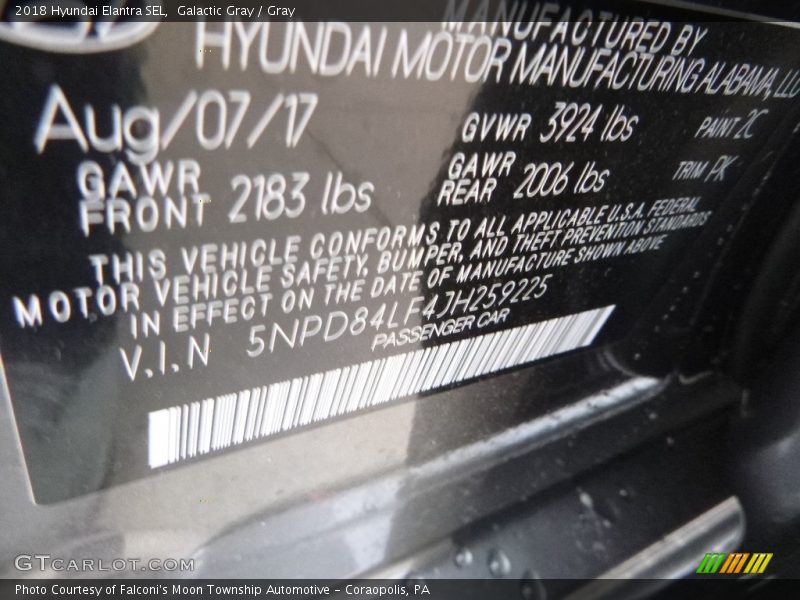 2018 Hyundai Elantra SEL, Galactic Gray / Gray
MANUFACTURED BY
HYUNDAI MOTOR MANUFACTURING ALABAMA, LLC
Aug/07/17
GVWR 3924 lbs
PAINT 2C
GAWR FRONT 2183 lbs
GAWR REAR 2006 lbs
TRIM PK
THIS VEHICLE CONFORMS TO ALL APPLICABLE U.S.A. FEDERAL
MOTOR VEHICLE SAFETY, BUMPER, AND THEFT PREVENTION STANDARDS
IN EFFECT ON THE DATE OF MANUFACTURE SHOWN ABOVE
V.I.N 5NPD84LF4JH259225
PASSENGER CAR
GTCARLOT.COM
Photo Courtesy of Falconi's Moon Township Automotive - Coraopolis, PA